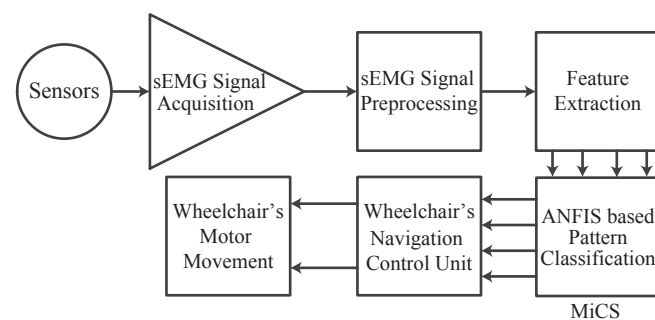 Sensors
sEMG Signal
Acquisition
sEMG Signal
Preprocessing
Feature
Extraction
Wheelchair's
Motor
Movement
Wheelchair's
Navigation
Control Unit
ANFIS based
Pattern
Classification
MiCS